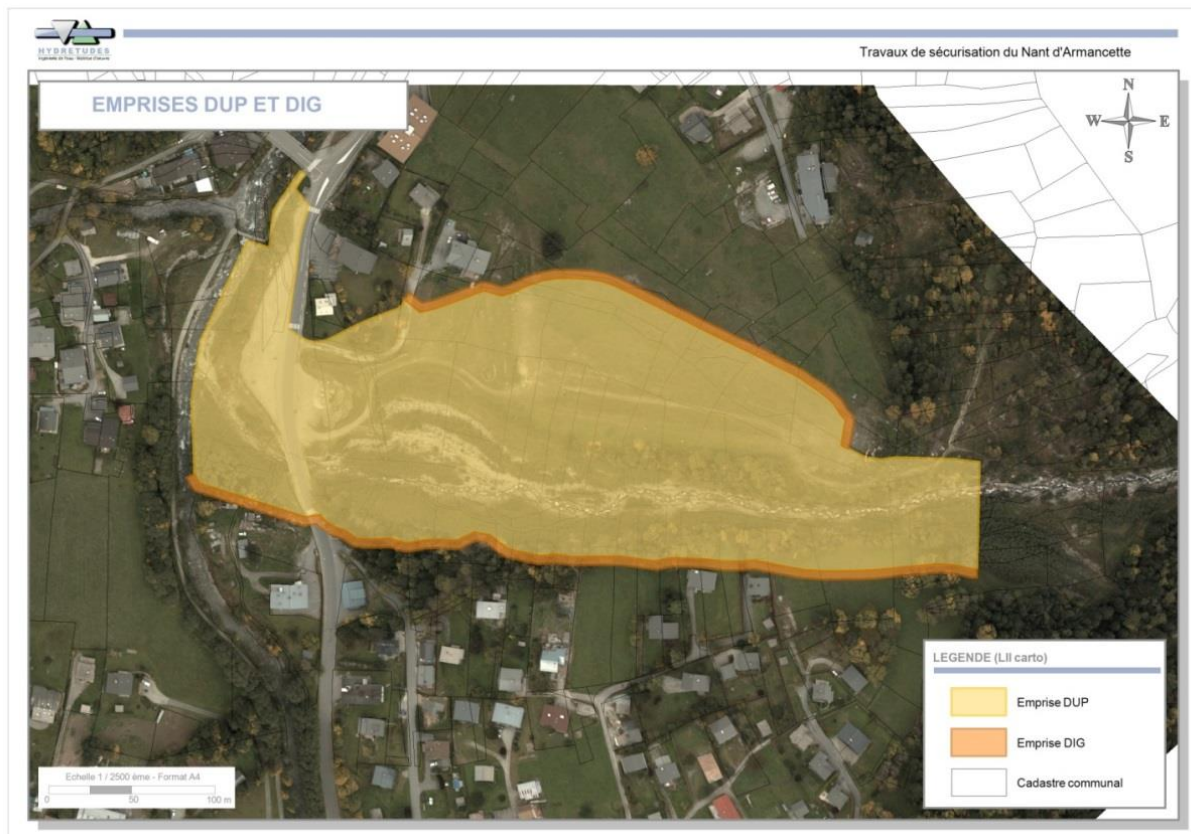 HYDRETUDES
Travaux de sécurisation du Nant d'Armancette
EMPRISES DUP ET DIG
N
W E
S
LEGENDE (LII carto)
Emprise DUP
Emprise DIG
Cadastre communal
Echelle 1 / 2500 ème - Format A4
0 50 100 m